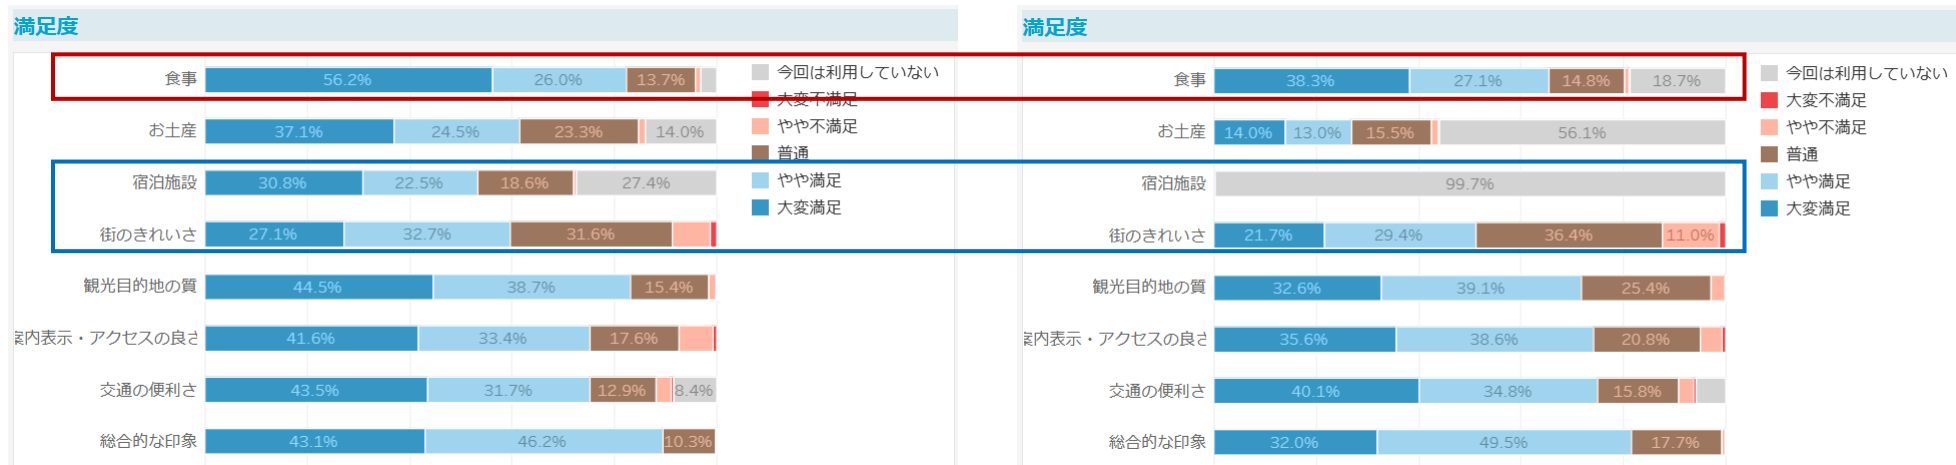 満足度
食事 56.2% 26.0% 13.7%
お土産 37.1% 24.5% 23.3% 14.0%
宿泊施設 30.8% 22.5% 18.6% 27.4%
街のきれいさ 27.1% 32.7% 31.6%
観光目的地の質 44.5% 38.7% 15.4%
案内表示・アクセスの良さ 41.6% 33.4% 17.6%
交通の便利さ 43.5% 31.7% 12.9% 8.4%
総合的な印象 43.1% 46.2% 10.3%
今回は利用していない
大変不満足
やや不満足
普通
やや満足
大変満足
満足度
食事 38.3% 27.1% 14.8% 18.7%
お土産 14.0% 13.0% 15.5% 56.1%
宿泊施設 99.7%
街のきれいさ 21.7% 29.4% 36.4% 11.0%
観光目的地の質 32.6% 39.1% 25.4%
案内表示・アクセスの良さ 35.6% 38.6% 20.8%
交通の便利さ 40.1% 34.8% 15.8%
総合的な印象 32.0% 49.5% 17.7%
今回は利用していない
大変不満足
やや不満足
普通
やや満足
大変満足